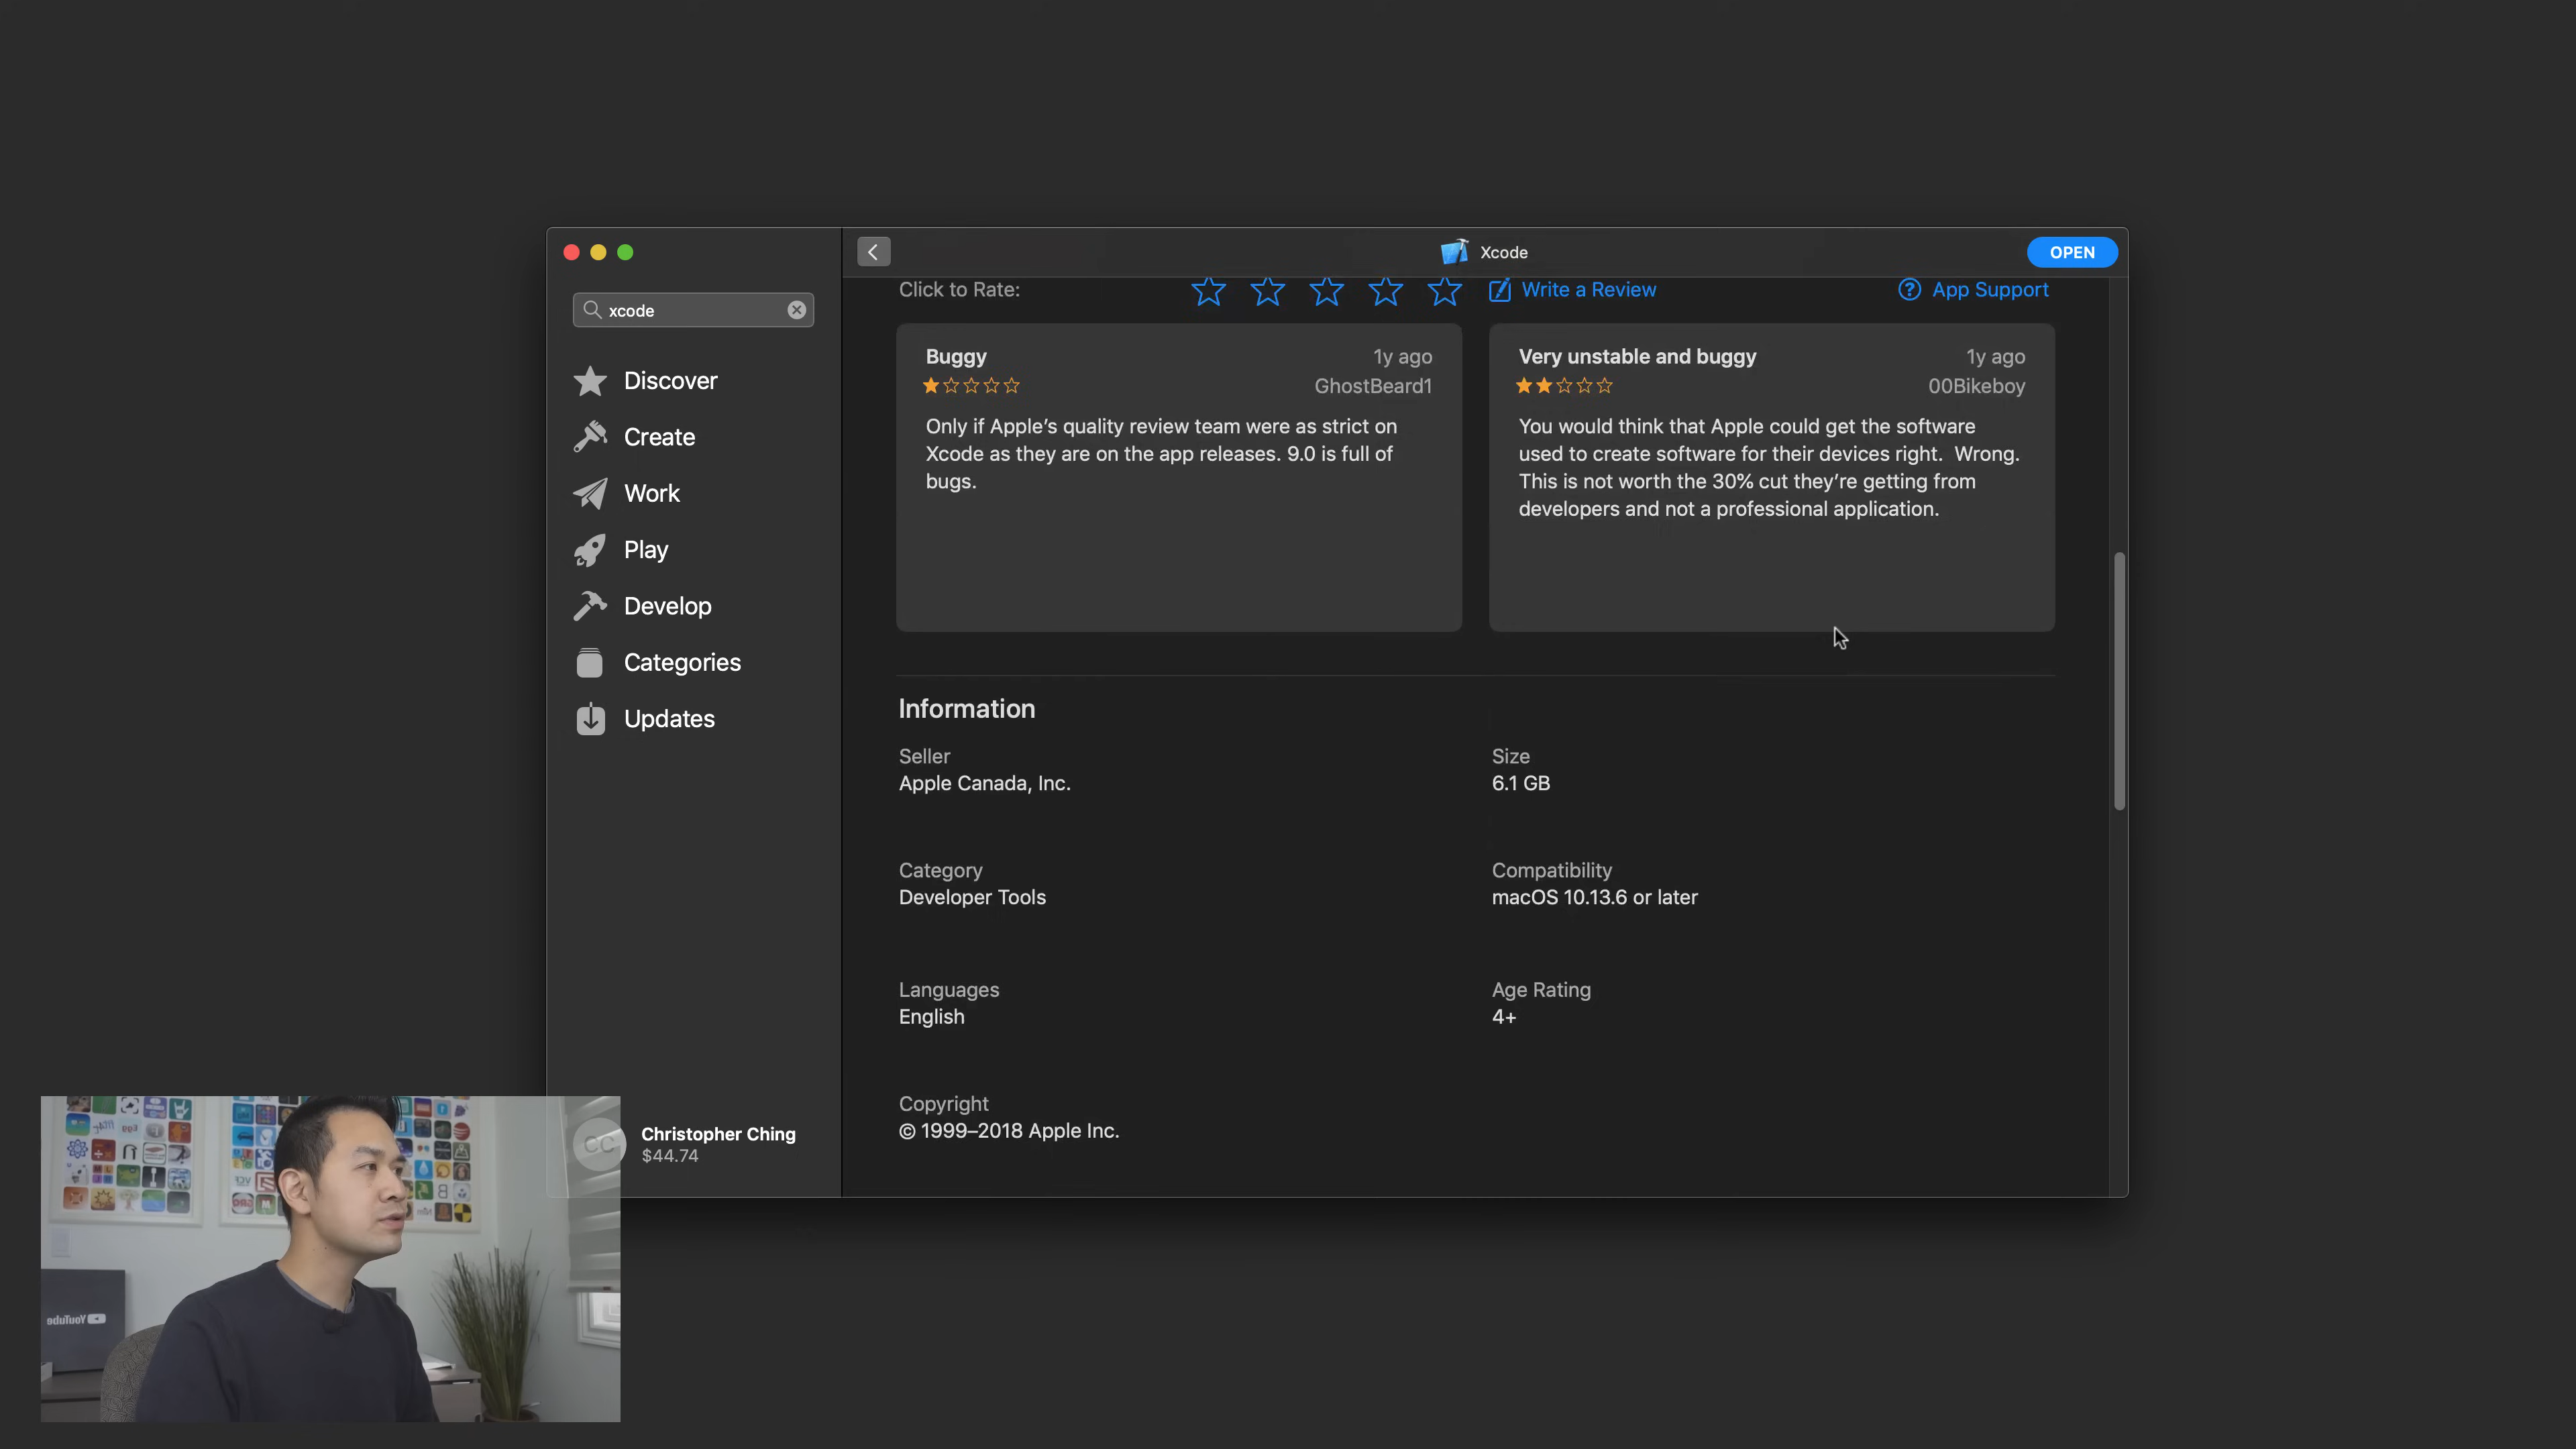 Xcode
OPEN
xcode
Discover
Create
Work
Play
Develop
Categories
Updates
CC
Christopher Ching
$44.74
Click to Rate:
Write a Review
App Support
Buggy
1y ago
GhostBeard1
Only if Apple's quality review team were as strict on
Xcode as they are on the app releases. 9.0 is full of
bugs.
Very unstable and buggy
1y ago
00Bikeboy
You would think that Apple could get the software
used to create software for their devices right.  Wrong.
This is not worth the 30% cut they're getting from
developers and not a professional application.
Information
Seller
Apple Canada, Inc.
Size
6.1 GB
Category
Developer Tools
Compatibility
macOS 10.13.6 or later
Languages
English
Age Rating
4+
Copyright
© 1999–2018 Apple Inc.
YouTube